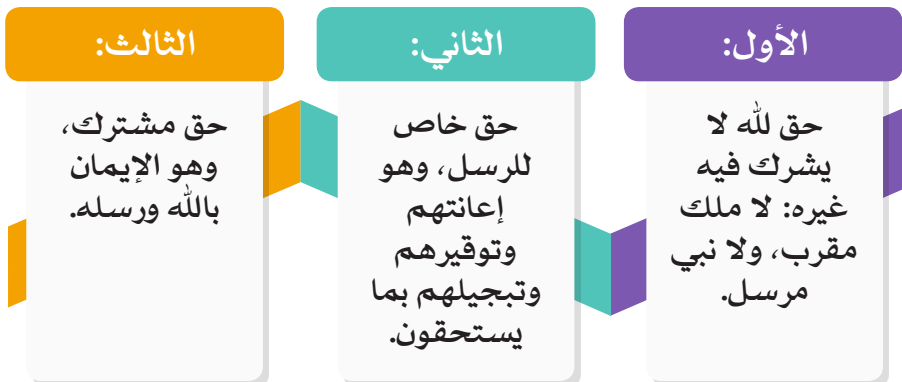 الأول:
حق لله لا
يشرك فيه
غيره: لا ملك
مقرب، ولا نبي
مرسل.
الثاني:
حق خاص
للرسل، وهو
إعانتهم
وتوقيرهم
وتبجيلهم بما
يستحقون.
الثالث:
حق مشترك،
وهو الإيمان
بالله ورسله.